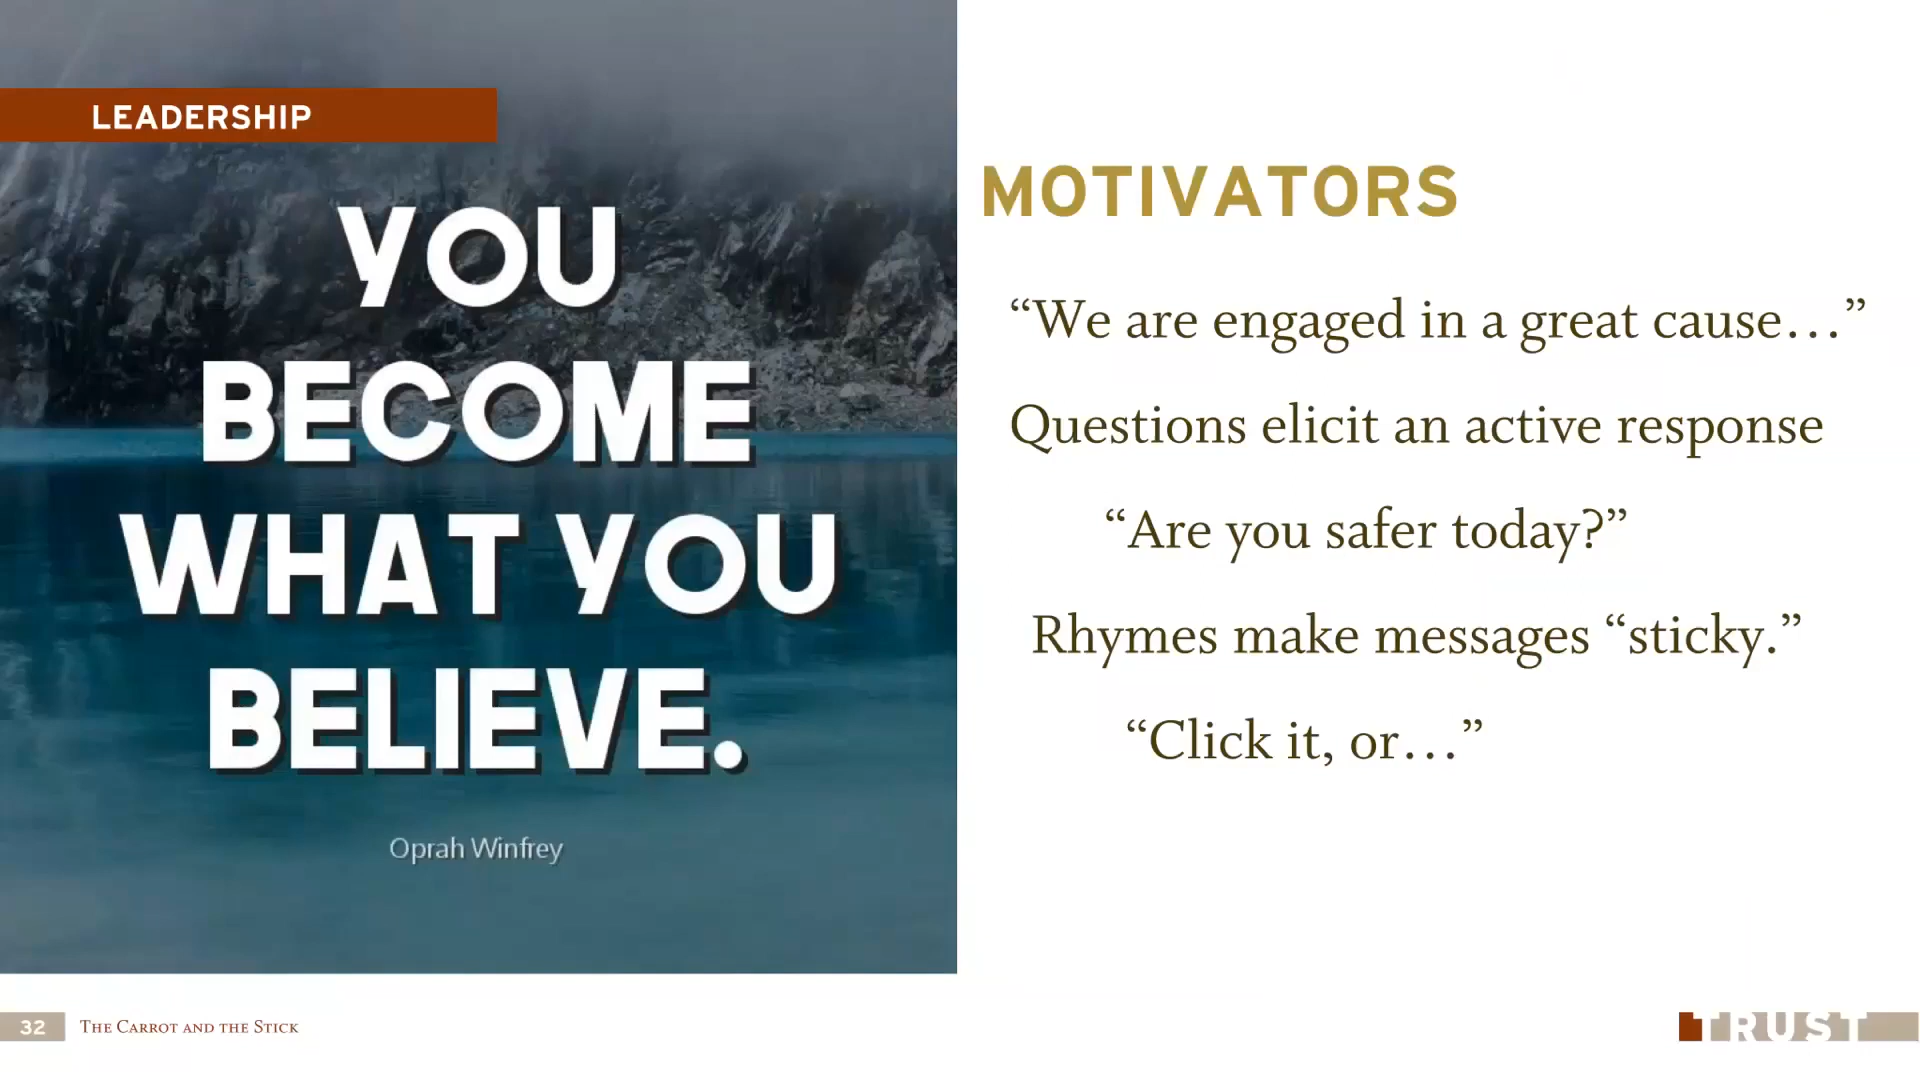 LEADERSHIP
YOU
BECOME
WHAT YOU
BELIEVE.
Oprah Winfrey
MOTIVATORS
“We are engaged in a great cause…”
Questions elicit an active response
“Are you safer today?”
Rhymes make messages “sticky.”
“Click it, or…”
32 The Carrot and the Stick
TRUST